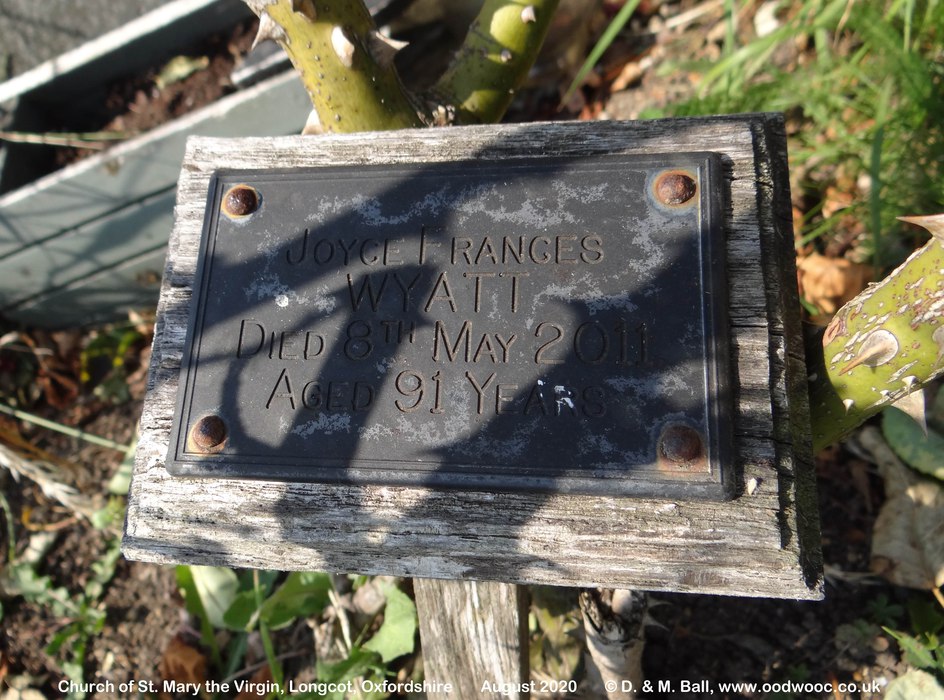 JOYCE FRANCES
WYATT
DIED 8TH MAY 2011
AGED 91 YEARS
Church of St. Mary the Virgin, Longcot, Oxfordshire August 2020 © D. & M. Ball, www.oodwooc.co.uk